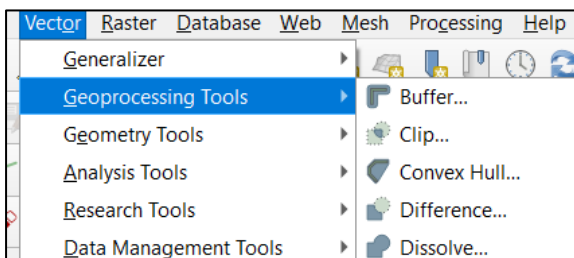 Vector Raster Database Web Mesh Processing Help
Generalizer
Geoprocessing Tools
Buffer...
Geometry Tools
Clip...
Analysis Tools
Convex Hull...
Research Tools
Difference...
Data Management Tools
Dissolve...